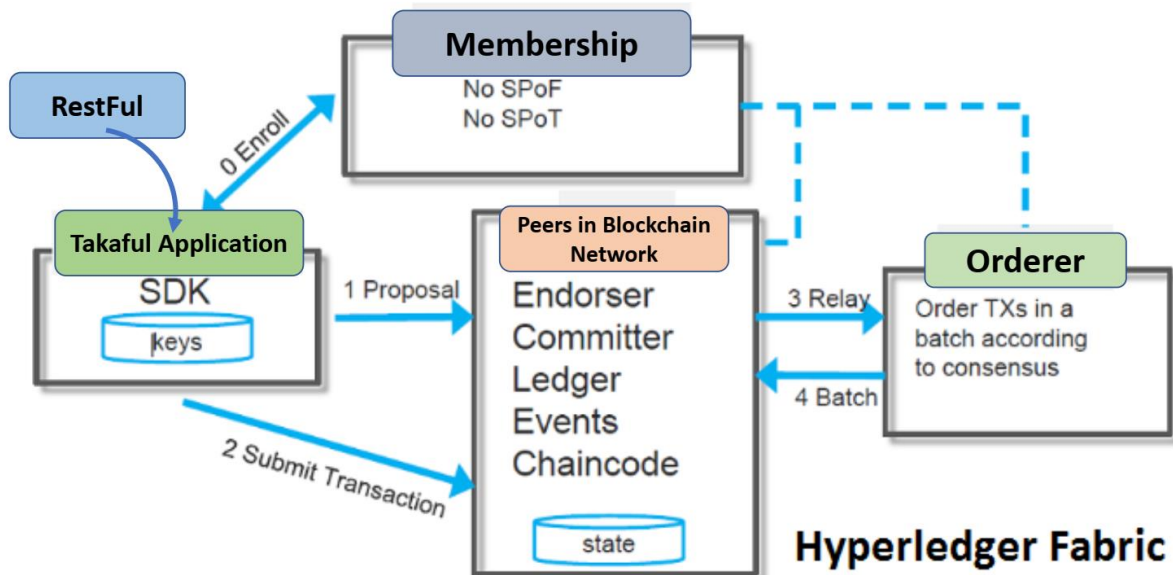 Membership
No SPoF
No SPoT
RestFul
0 Enroll
Takaful Application
SDK
keys
1 Proposal
2 Submit Transaction
Peers in Blockchain
Network
Endorser
Committer
Ledger
Events
Chaincode
state
3 Relay
4 Batch
Orderer
Order TXs in a
batch according
to consensus
Hyperledger Fabric